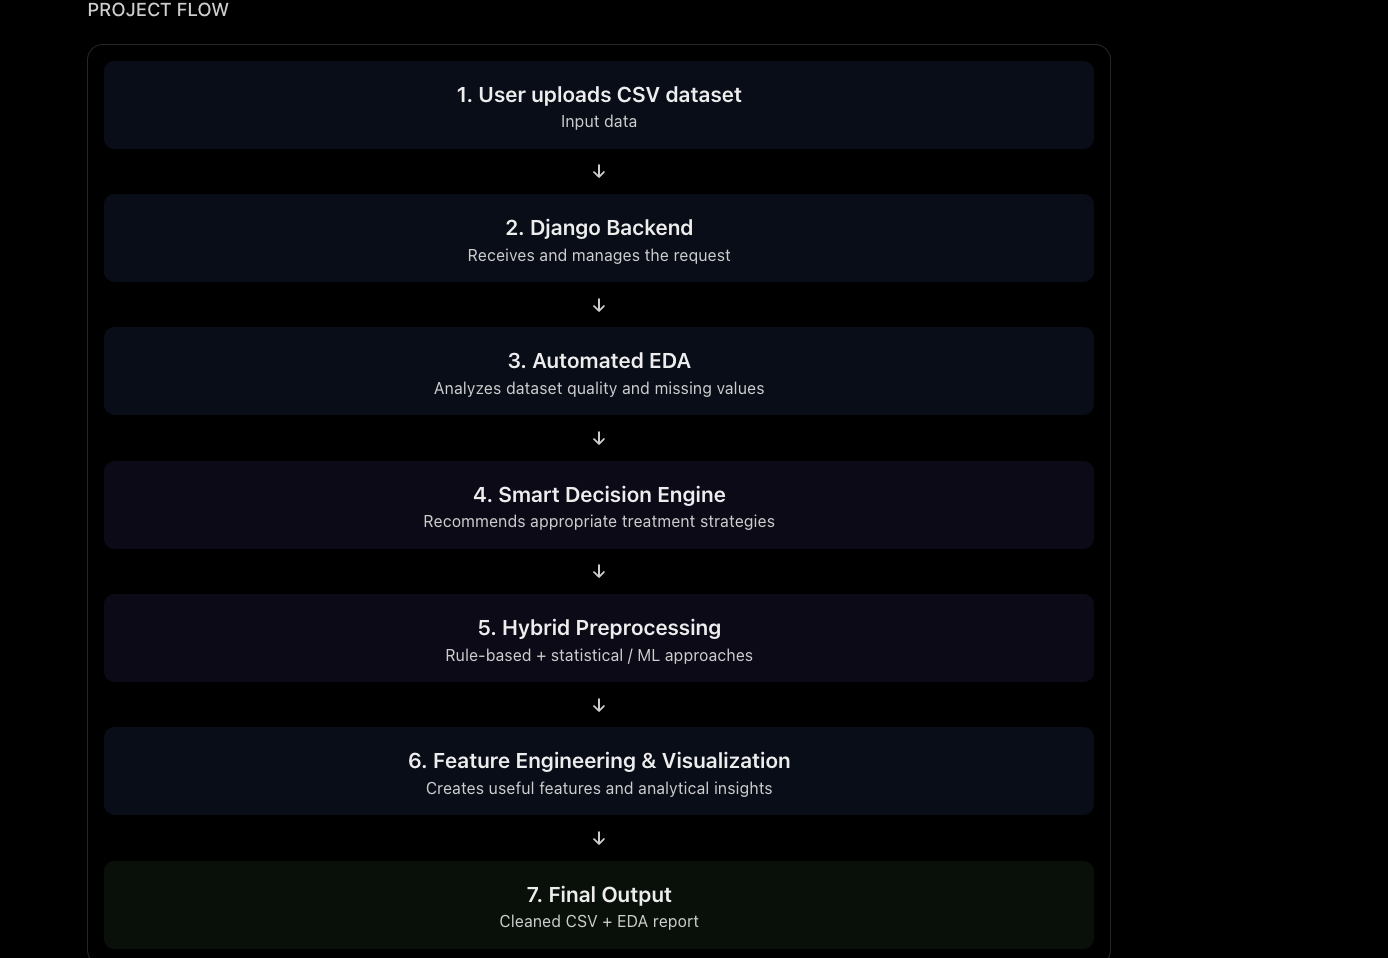 PROJECT FLOW
1. User uploads CSV dataset
Input data
↓
2. Django Backend
Receives and manages the request
↓
3. Automated EDA
Analyzes dataset quality and missing values
↓
4. Smart Decision Engine
Recommends appropriate treatment strategies
↓
5. Hybrid Preprocessing
Rule-based + statistical / ML approaches
↓
6. Feature Engineering & Visualization
Creates useful features and analytical insights
↓
7. Final Output
Cleaned CSV + EDA report